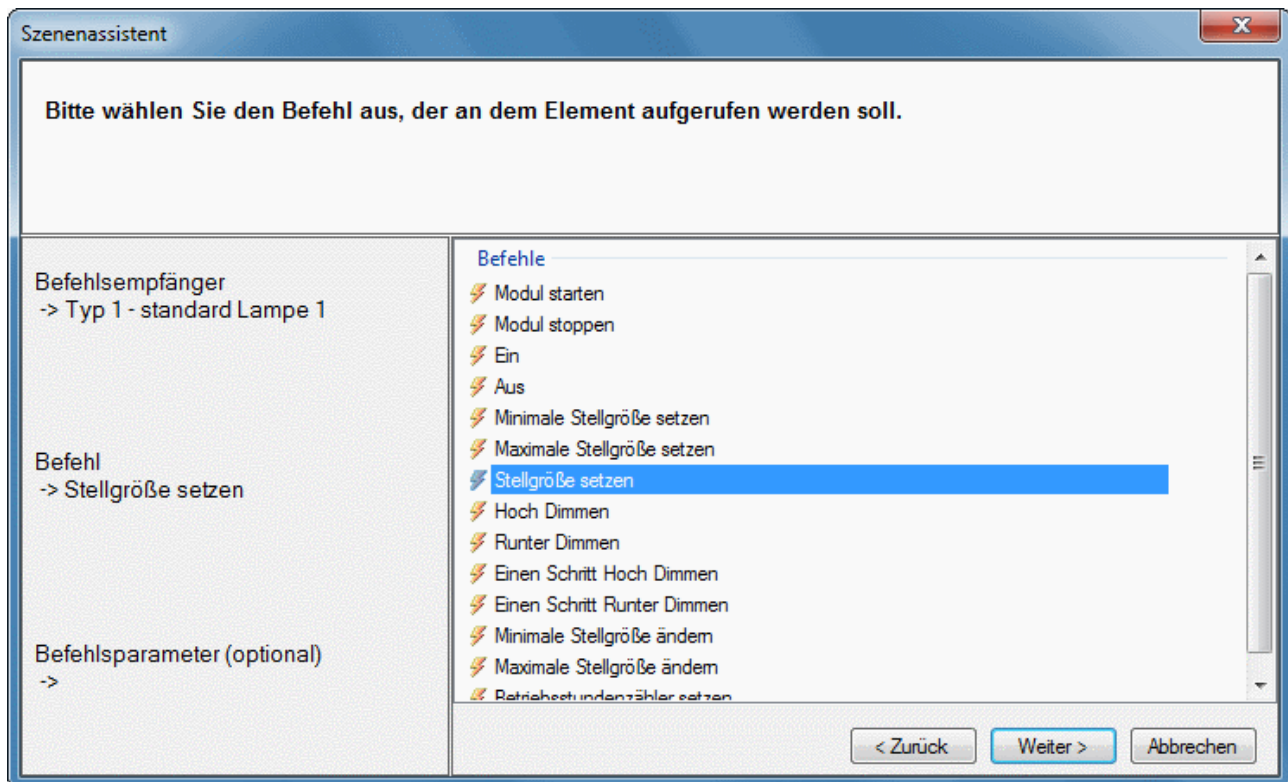 Szenenassistent
Bitte wählen Sie den Befehl aus, der an dem Element aufgerufen werden soll.
Befehlsempfänger
-> Typ 1 - standard Lampe 1
Befehl
-> Stellgröße setzen
Befehlsparameter (optional)
->
Befehle
Modul starten
Modul stoppen
Ein
Aus
Minimale Stellgröße setzen
Maximale Stellgröße setzen
Stellgröße setzen
Hoch Dimmen
Runter Dimmen
Einen Schritt Hoch Dimmen
Einen Schritt Runter Dimmen
Minimale Stellgröße ändern
Maximale Stellgröße ändern
Betriebsstundenzähler setzen
< Zurück
Weiter >
Abbrechen